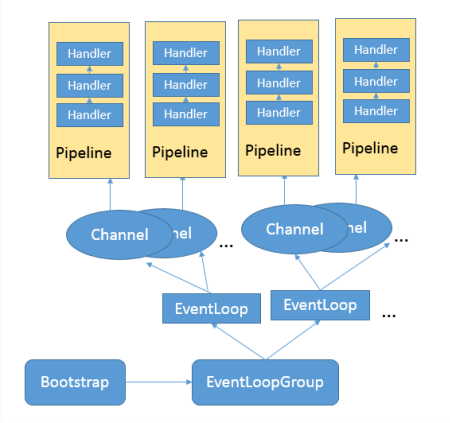 Handler
Handler
Handler
Pipeline
Handler
Handler
Handler
Pipeline
Handler
Handler
Handler
Pipeline
Handler
Handler
Handler
Pipeline
Channel
nel
...
Channel
nel
...
EventLoop
EventLoop
...
Bootstrap
EventLoopGroup